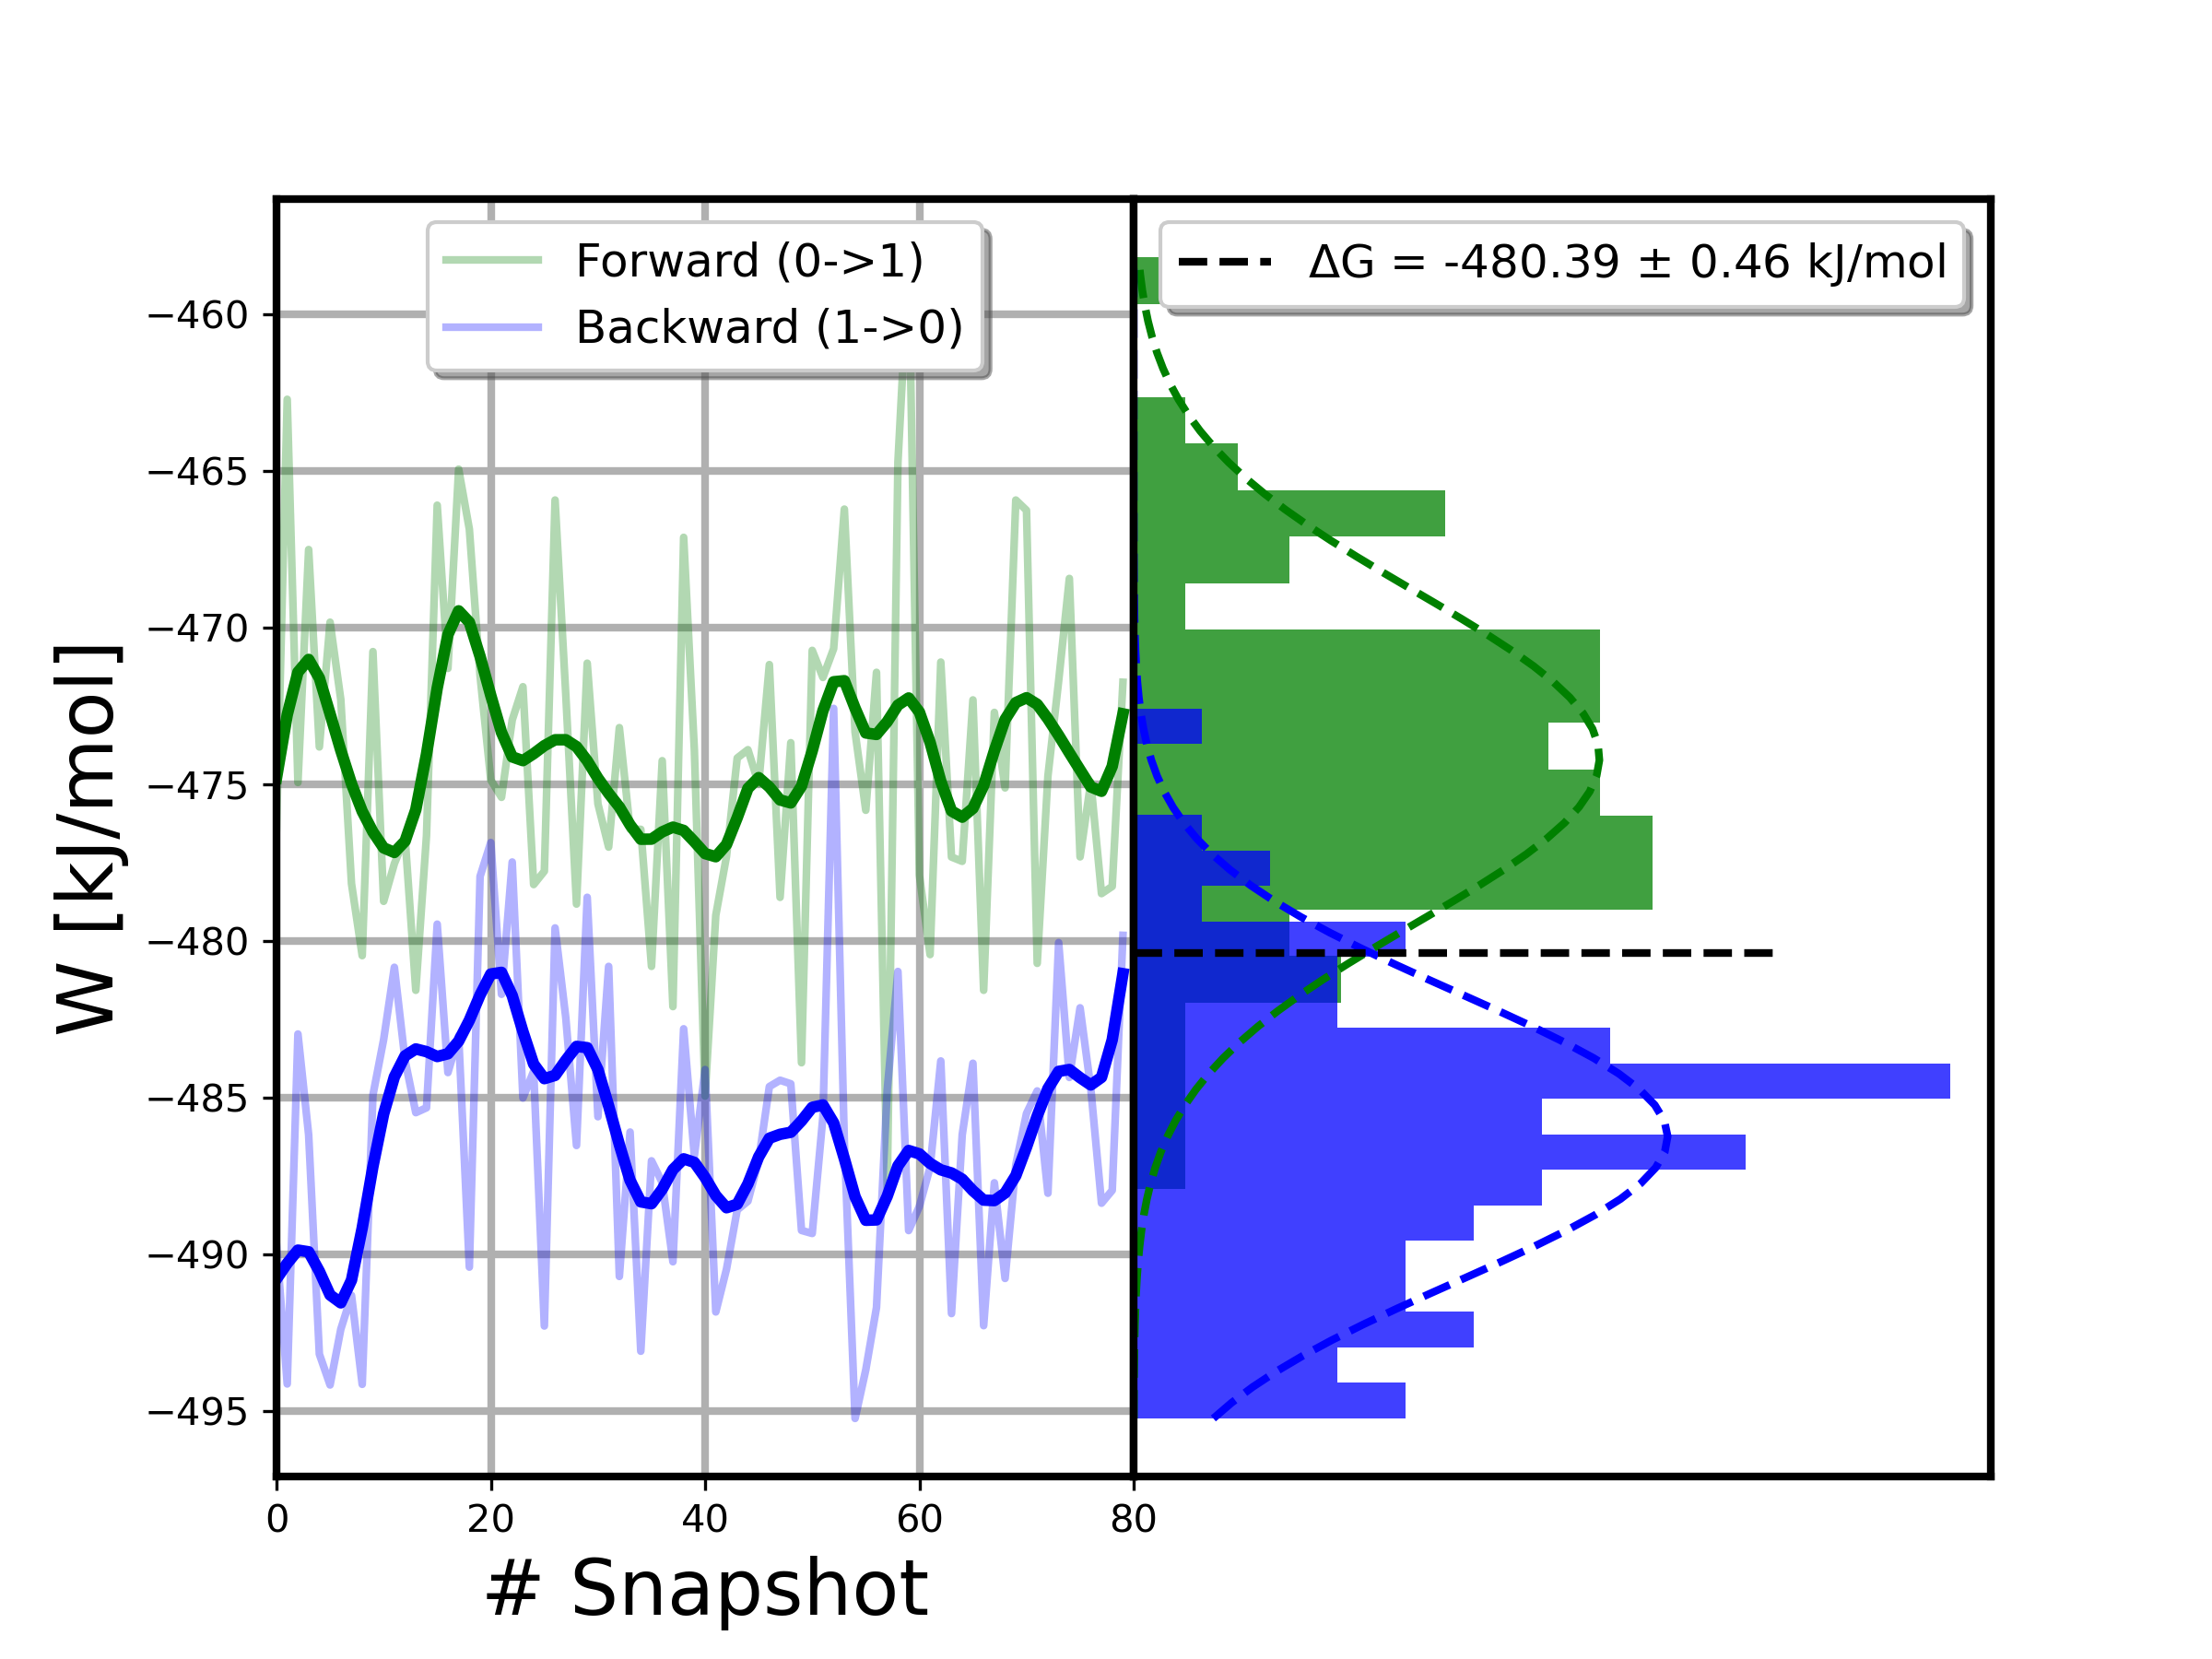 Forward (0->1)
Backward (1->0)
ΔG = -480.39 ± 0.46 kJ/mol
W [kJ/mol]
−460
−465
−470
−475
−480
−485
−490
−495
0 20 40 60 80
# Snapshot